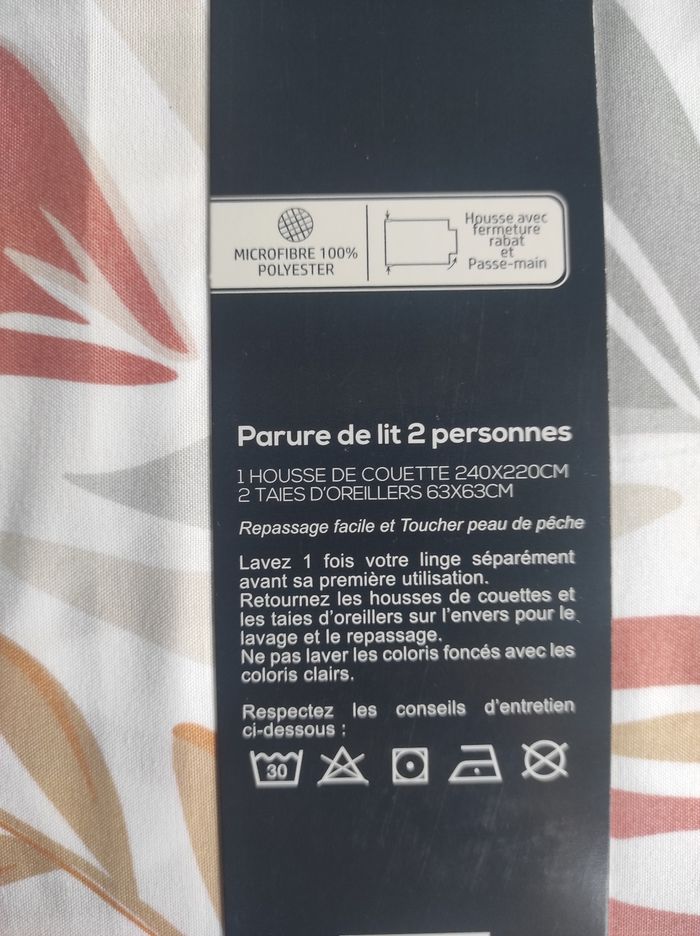 MICROFIBRE 100%
POLYESTER
Housse avec
fermeture
rabat
et
Passe-main
Parure de lit 2 personnes
1 HOUSSE DE COUETTE 240X220CM
2 TAIES D'OREILLERS 63X63CM
Repassage facile et Toucher peau de pêche
Lavez 1 fois votre linge séparément
avant sa première utilisation.
Retournez les housses de couettes et
les taies d'oreillers sur l'envers pour le
lavage et le repassage.
Ne pas laver les coloris foncés avec les
coloris clairs.
Respectez les conseils d'entretien
ci-dessous :
30